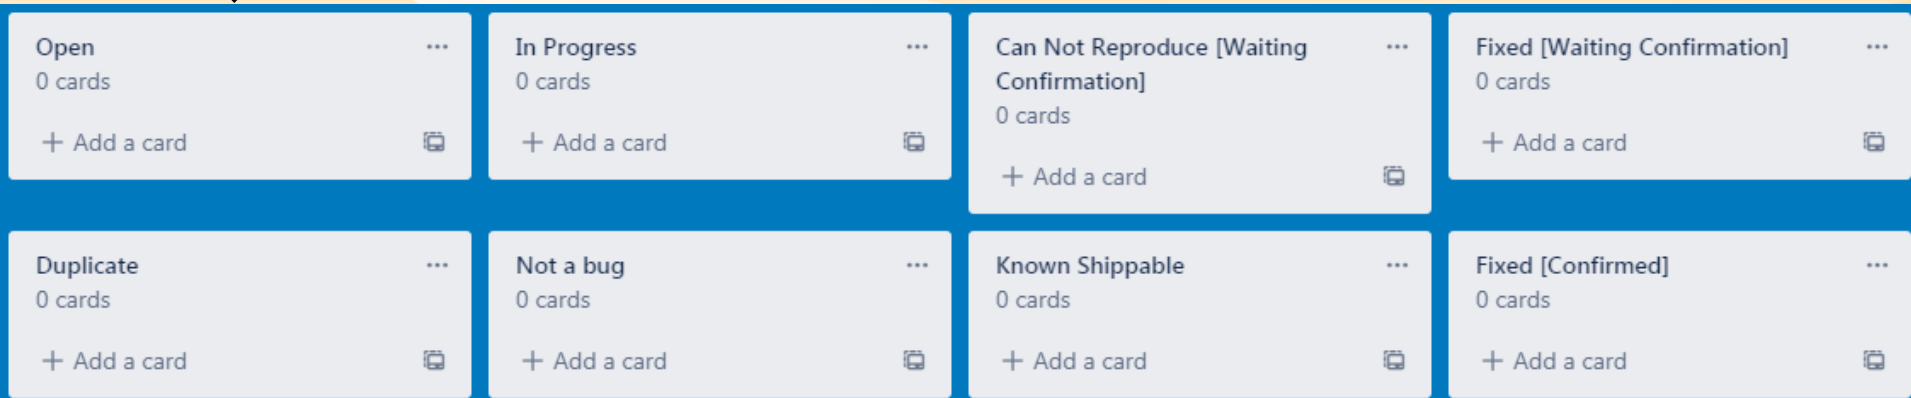 Open
0 cards
+ Add a card
In Progress
0 cards
+ Add a card
Can Not Reproduce [Waiting
Confirmation]
0 cards
+ Add a card
Fixed [Waiting Confirmation]
0 cards
+ Add a card
Duplicate
0 cards
+ Add a card
Not a bug
0 cards
+ Add a card
Known Shippable
0 cards
+ Add a card
Fixed [Confirmed]
0 cards
+ Add a card